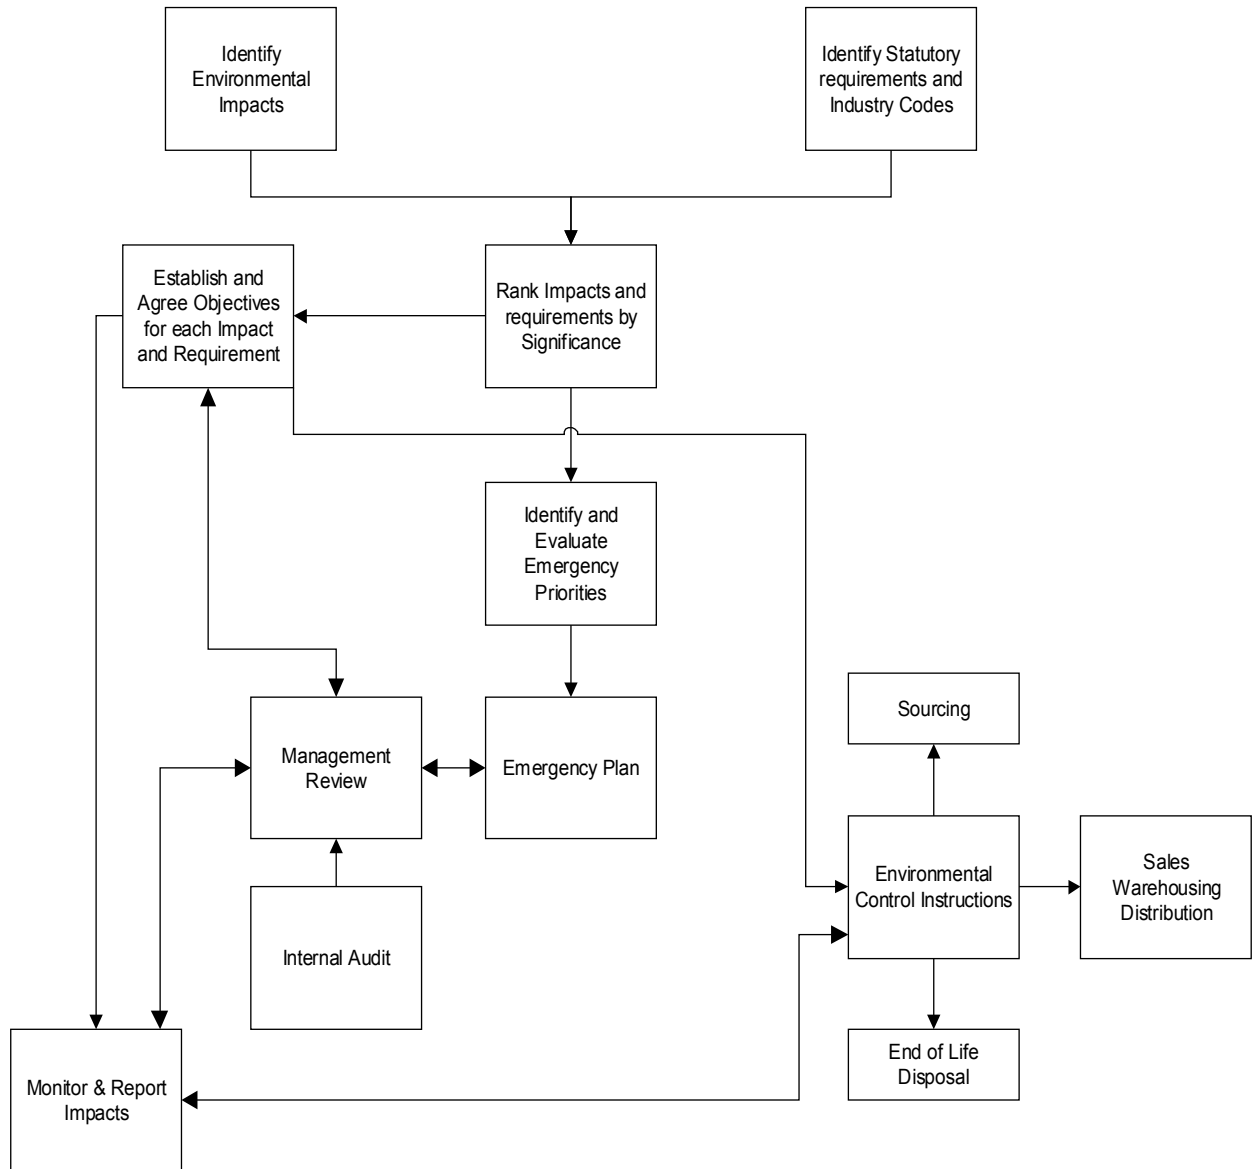 Identify
Environmental
Impacts
Identify Statutory
requirements and
Industry Codes
Establish and
Agree Objectives
for each Impact
and Requirement
Rank Impacts and
requirements by
Significance
Identify and
Evaluate
Emergency
Priorities
Management
Review
Emergency Plan
Sourcing
Environmental
Control Instructions
Sales
Warehousing
Distribution
Internal Audit
End of Life
Disposal
Monitor & Report
Impacts